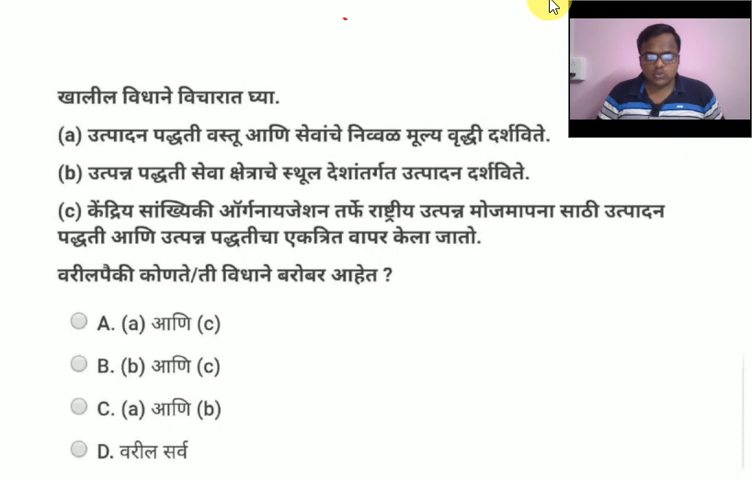 खालील विधाने विचारात घ्या.
(a) उत्पादन पद्धती वस्तू आणि सेवांचे निव्वळ मूल्य वृद्धी दर्शविते.
(b) उत्पन्न पद्धती सेवा क्षेत्राचे स्थूल देशांतर्गत उत्पादन दर्शविते.
(c) केंद्रिय सांख्यिकी ऑर्गनायजेशन तर्फे राष्ट्रीय उत्पन्न मोजमापना साठी उत्पादन
पद्धती आणि उत्पन्न पद्धतीचा एकत्रित वापर केला जातो.
वरीलपैकी कोणते/ती विधाने बरोबर आहेत ?
A. (a) आणि (c)
B. (b) आणि (c)
C. (a) आणि (b)
D. वरील सर्व